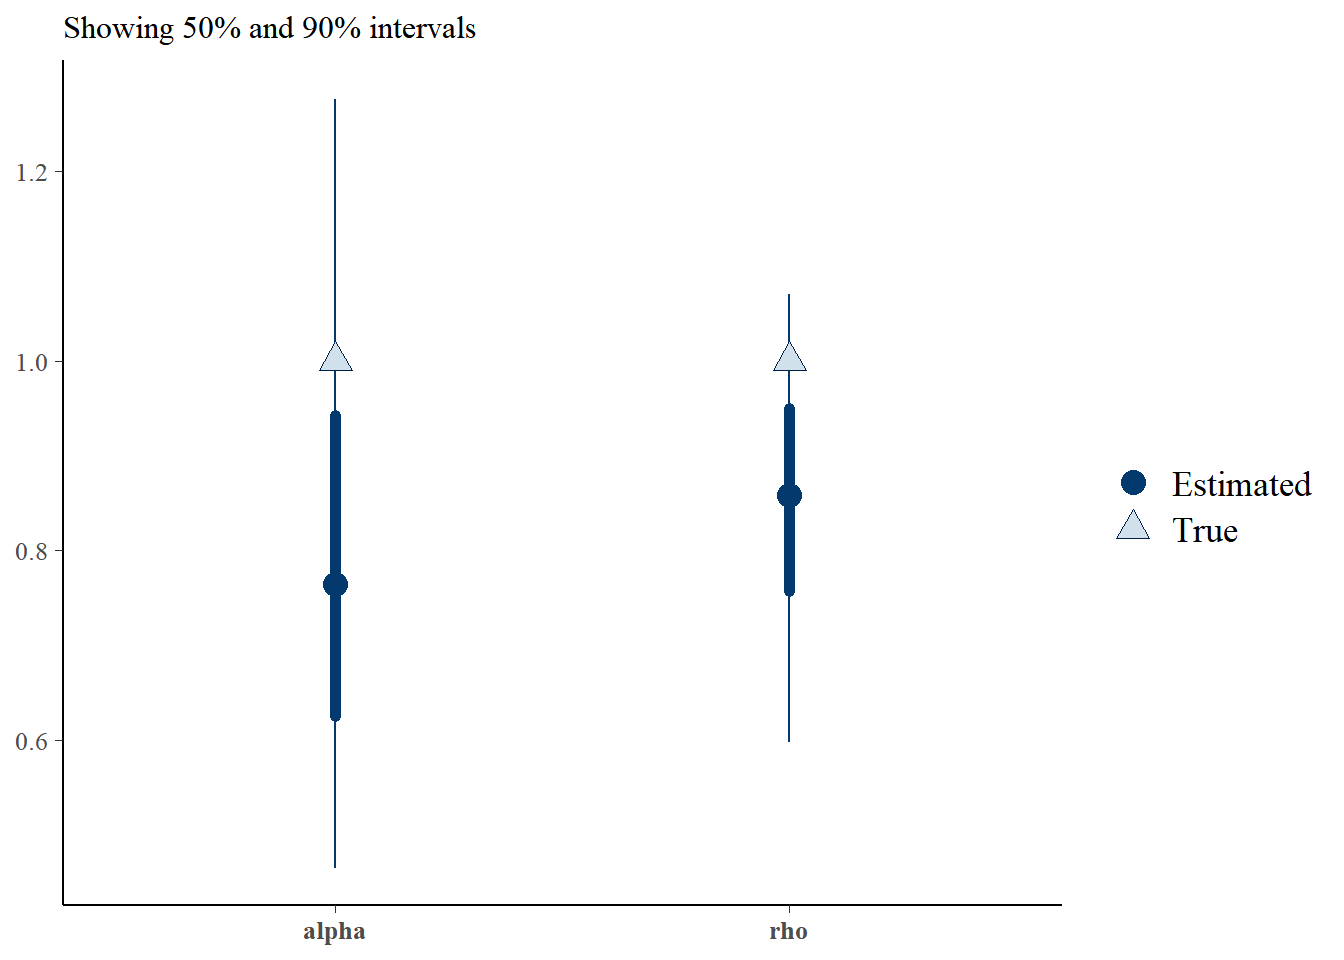 Showing 50% and 90% intervals
1.2
1.0
0.8
0.6
alpha
rho
Estimated
True